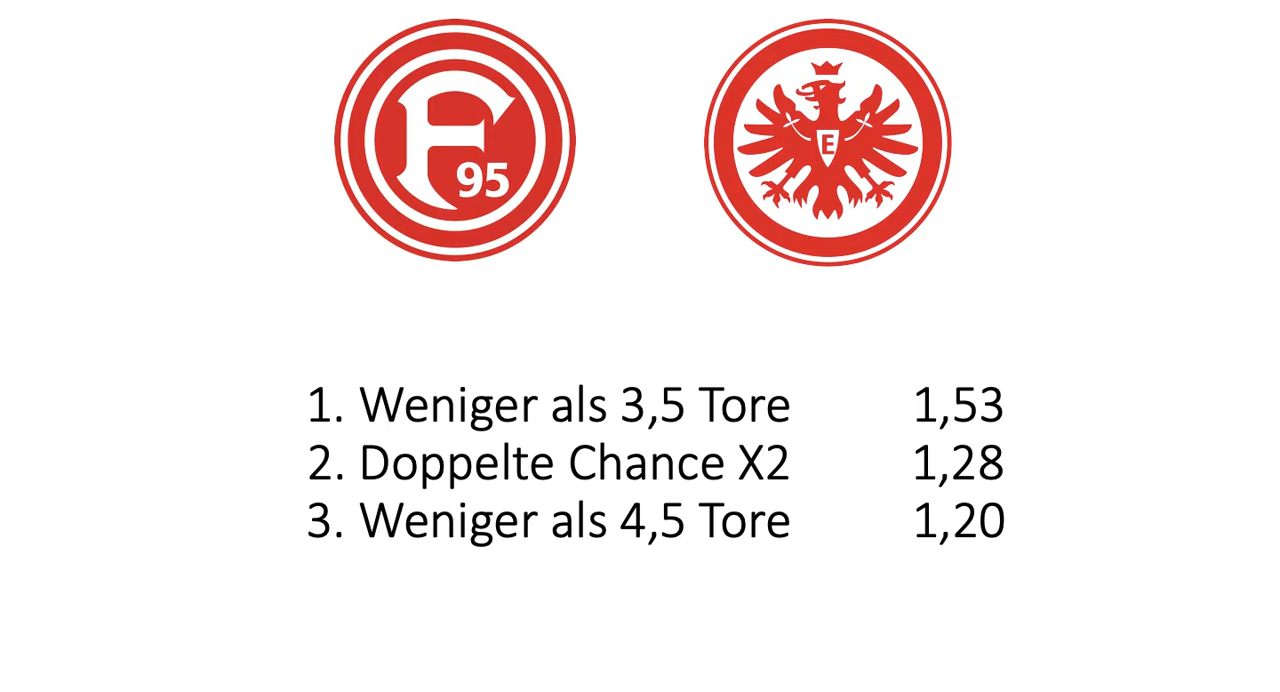 F
95
E
1. Weniger als 3,5 Tore 1,53
2. Doppelte Chance X2 1,28
3. Weniger als 4,5 Tore 1,20